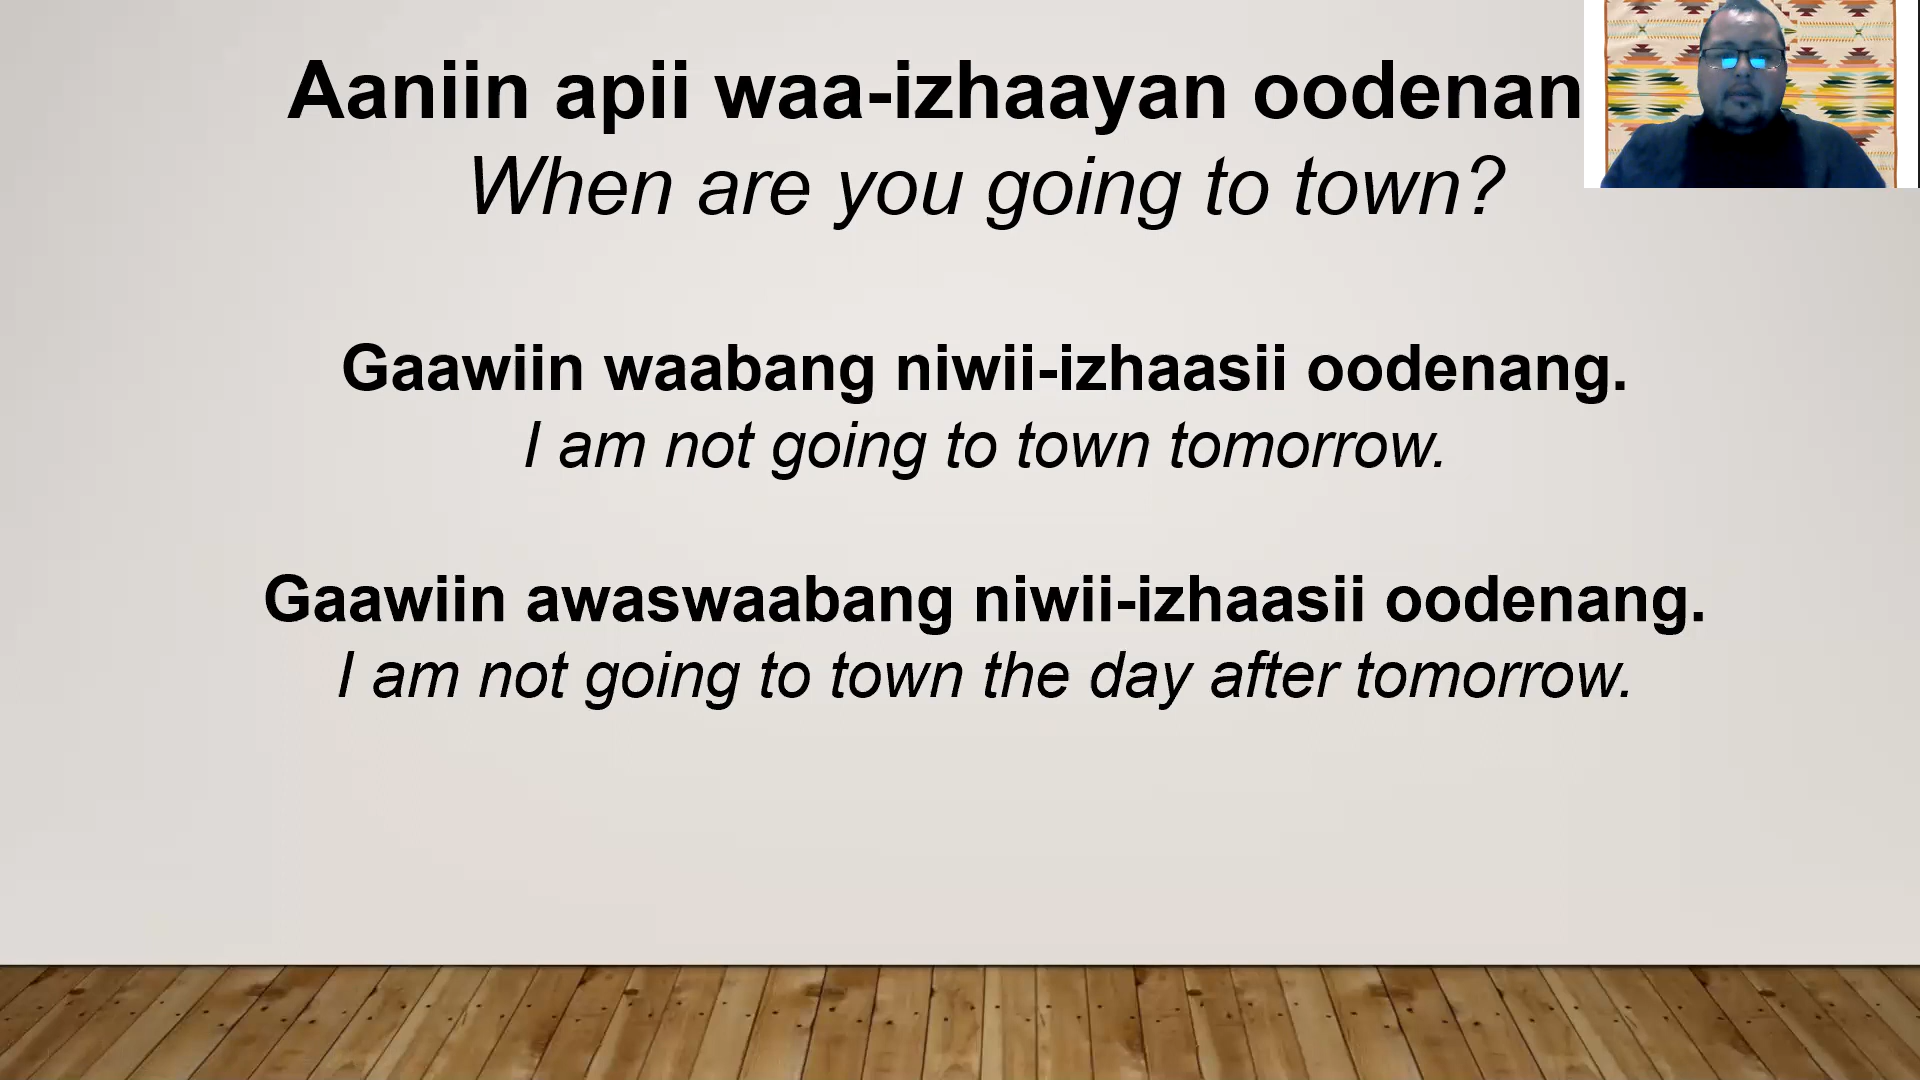 Aaniin apii waa-izhaayan oodenan
When are you going to town?
Gaawiin waabang niwii-izhaasii oodenang.
I am not going to town tomorrow.
Gaawiin awaswaabang niwii-izhaasii oodenang.
I am not going to town the day after tomorrow.